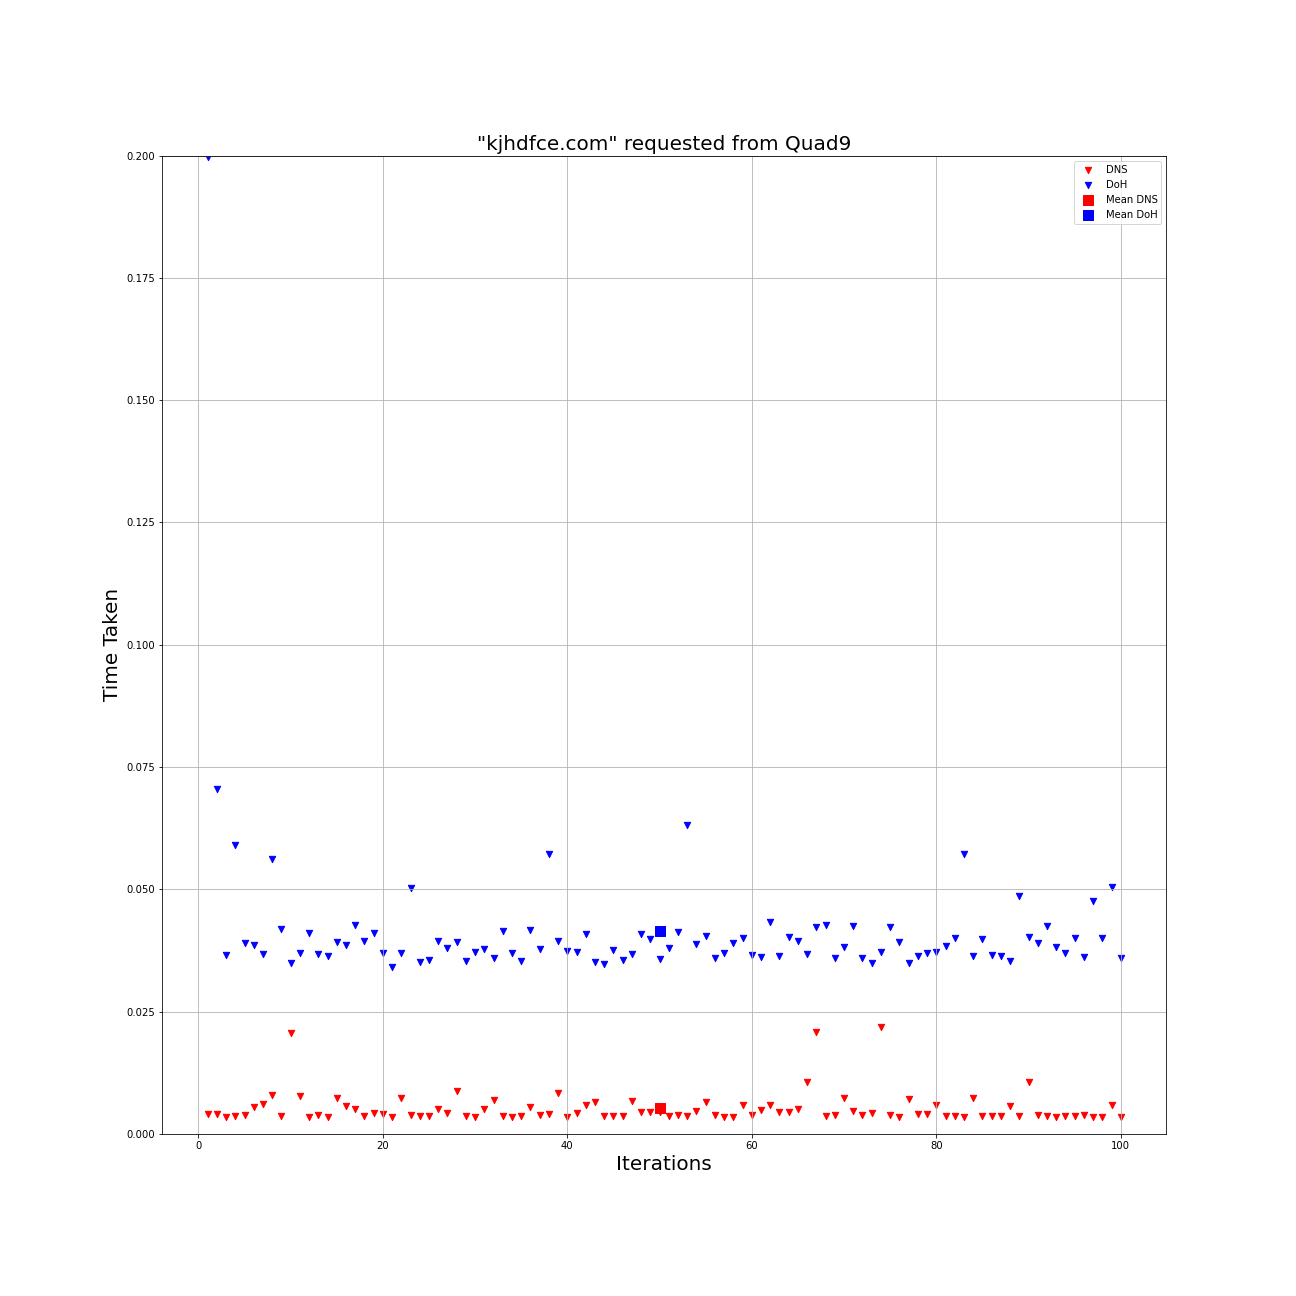 "kjhdfce.com" requested from Quad9
DNS
DoH
Mean DNS
Mean DoH
0.200
0.175
0.150
0.125
0.100
0.075
0.050
0.025
0.000
Time Taken
0 20 40 60 80 100
Iterations